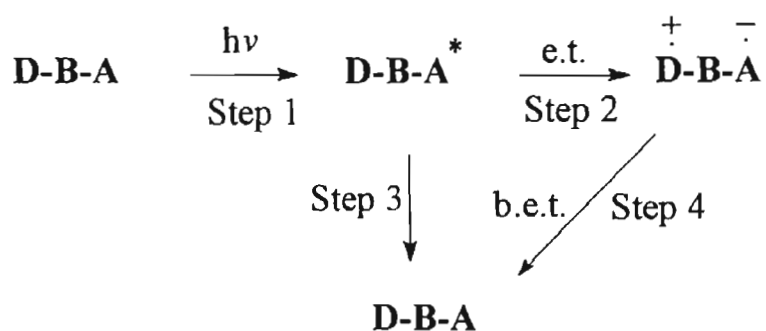 D-B-A hν Step 1 D-B-A* e.t. Step 2 Ḋ⁺-B-Ȧ⁻
Step 3 b.e.t. Step 4
D-B-A